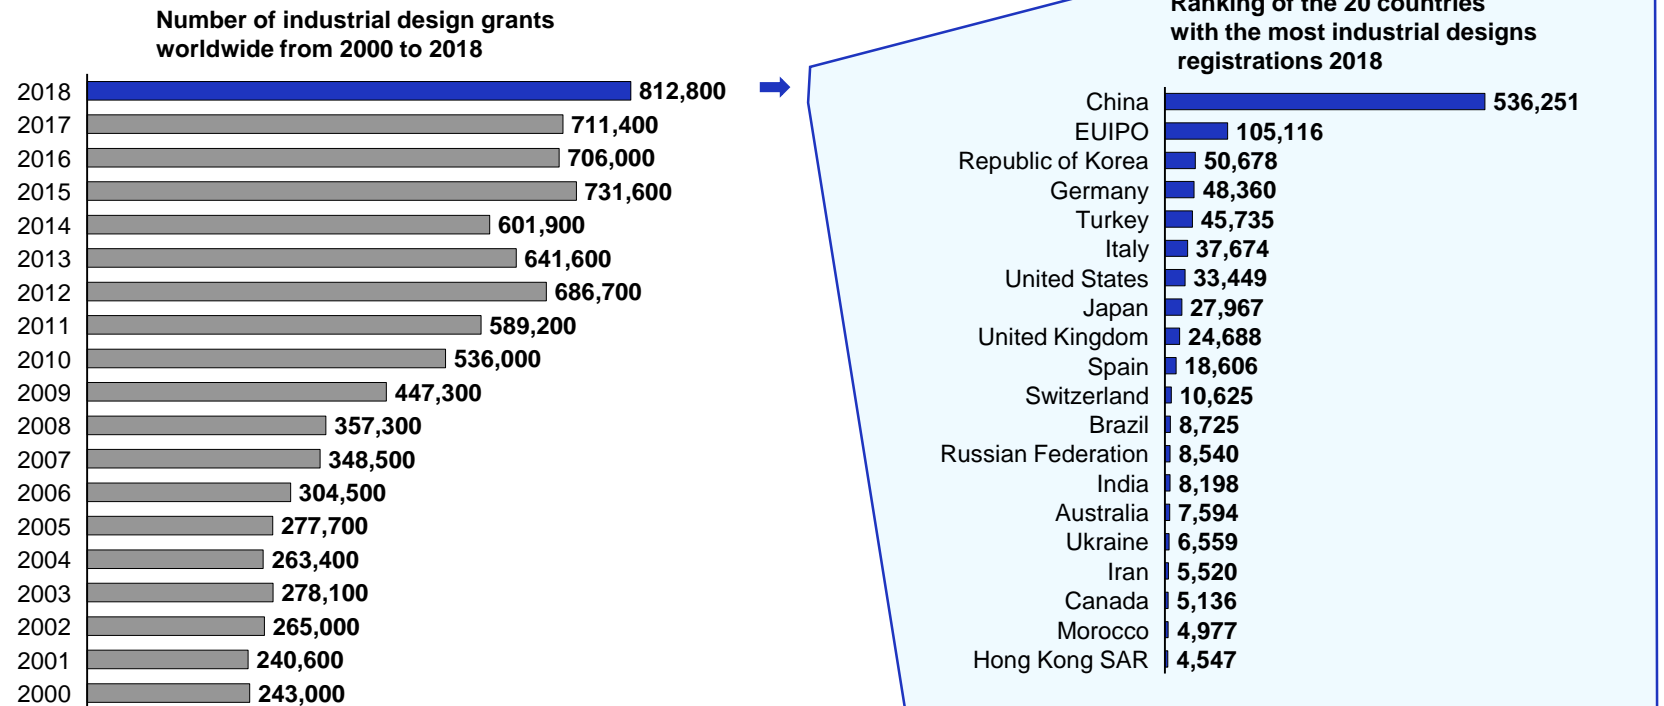 Number of industrial design grants
worldwide from 2000 to 2018
2018 812,800
2017 711,400
2016 706,000
2015 731,600
2014 601,900
2013 641,600
2012 686,700
2011 589,200
2010 536,000
2009 447,300
2008 357,300
2007 348,500
2006 304,500
2005 277,700
2004 263,400
2003 278,100
2002 265,000
2001 240,600
2000 243,000
Ranking of the 20 countries
with the most industrial designs
registrations 2018
China 536,251
EUIPO 105,116
Republic of Korea 50,678
Germany 48,360
Turkey 45,735
Italy 37,674
United States 33,449
Japan 27,967
United Kingdom 24,688
Spain 18,606
Switzerland 10,625
Brazil 8,725
Russian Federation 8,540
India 8,198
Australia 7,594
Ukraine 6,559
Iran 5,520
Canada 5,136
Morocco 4,977
Hong Kong SAR 4,547